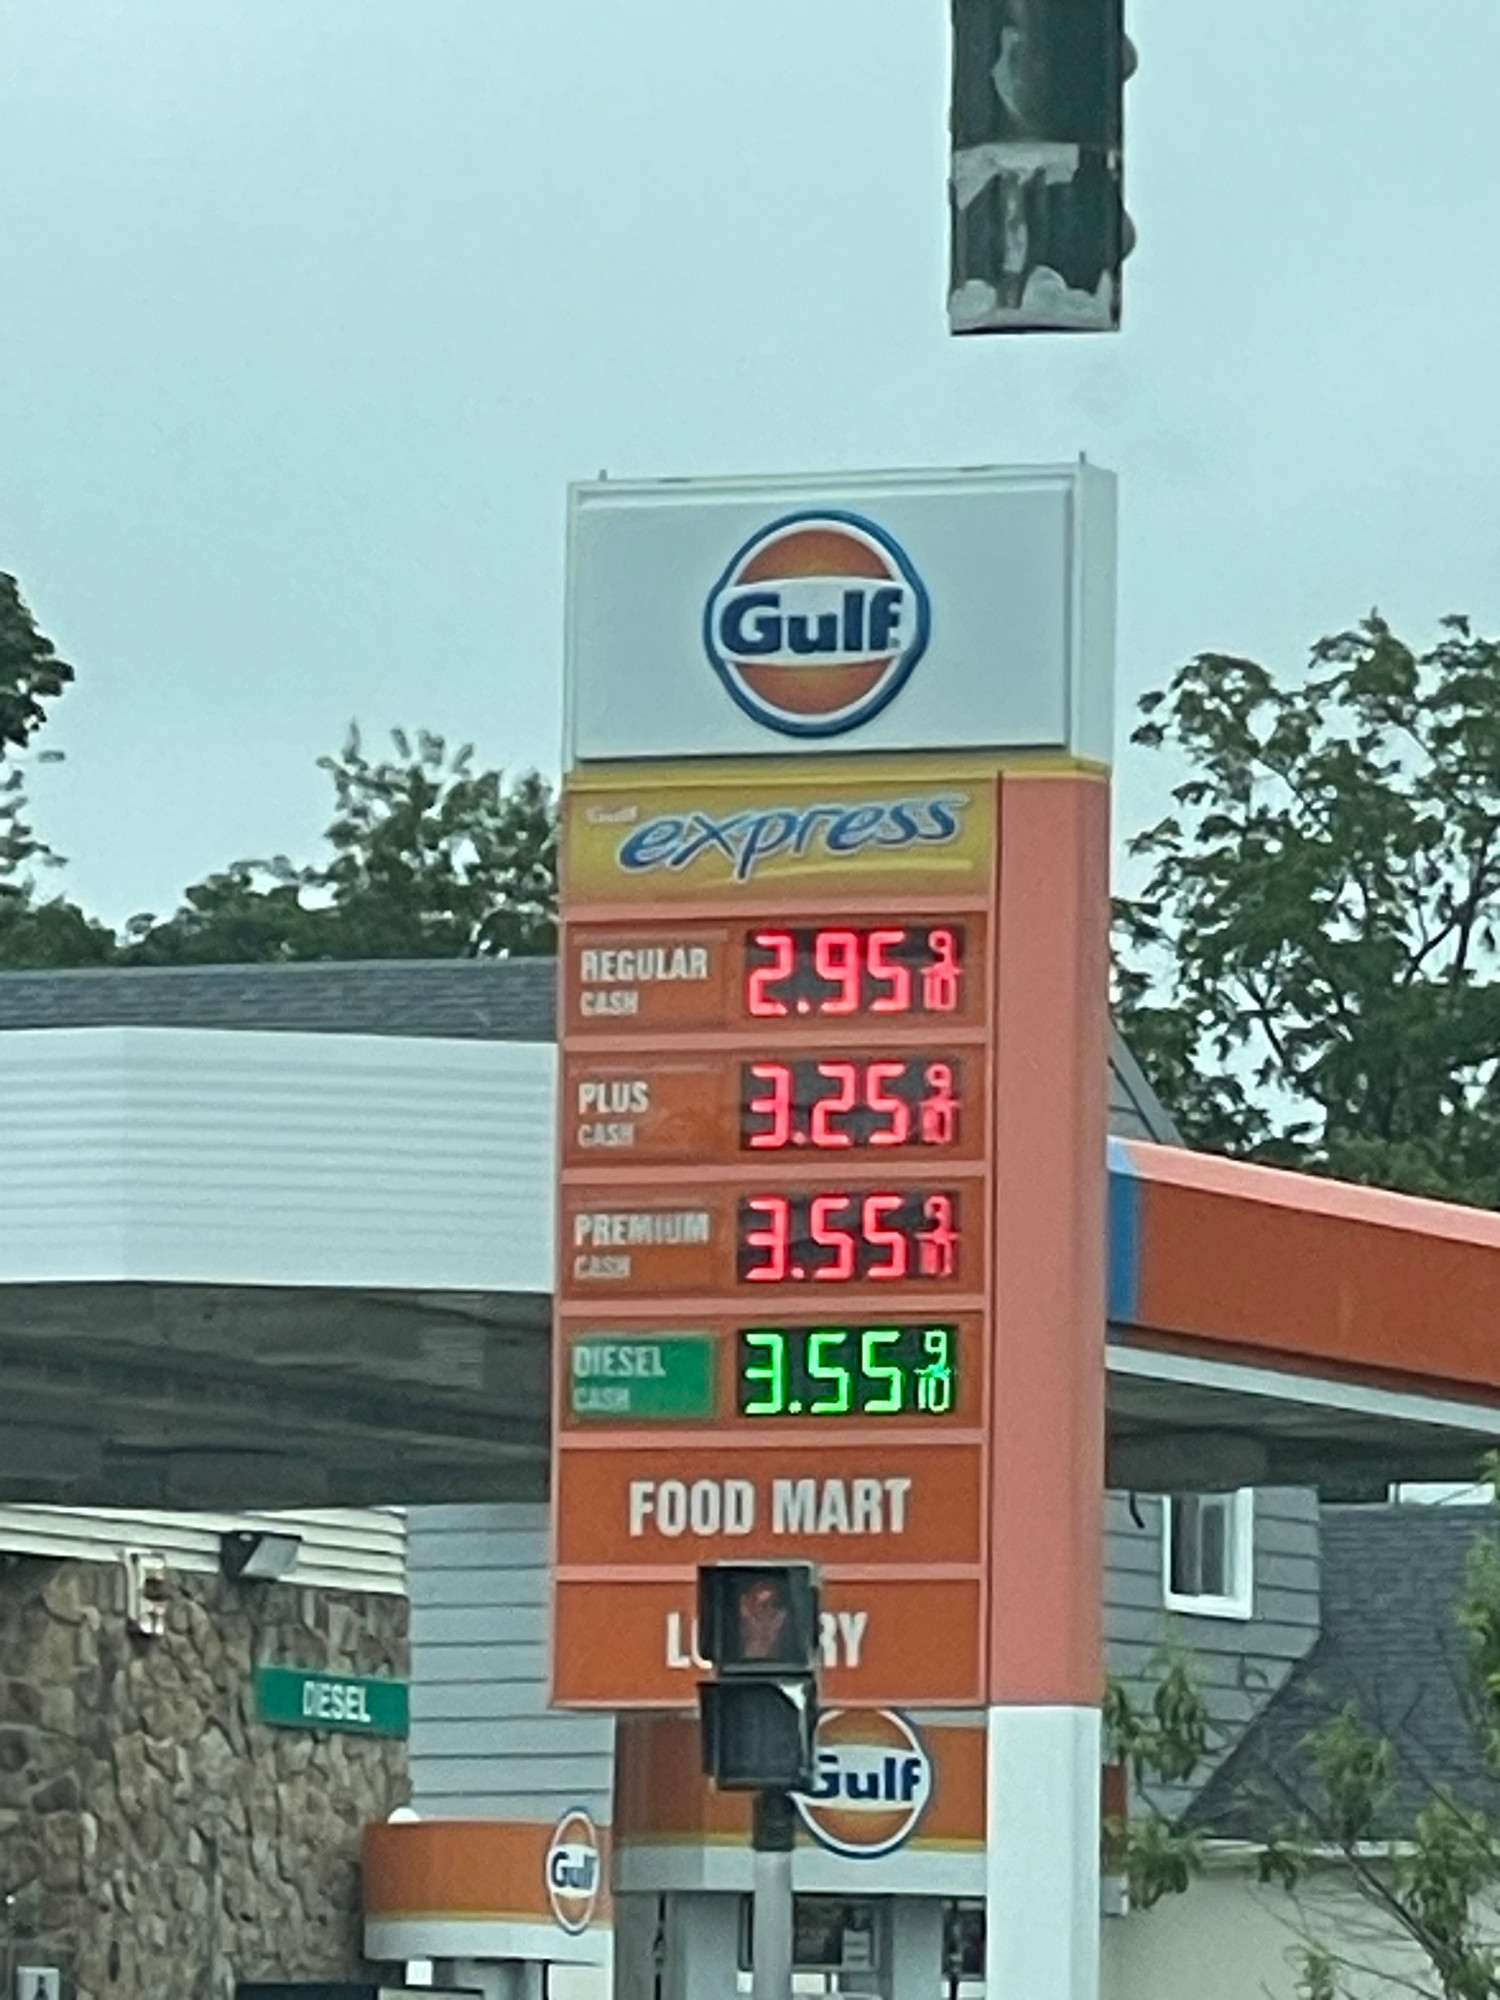 Gulf
Gulf express
REGULAR 2.95 9/10
CASH
PLUS 3.25 9/10
CASH
PREMIUM 3.55 9/10
CASH
DIESEL 3.55 9/10
CASH
FOOD MART
DIESEL
Gulf
Gulf